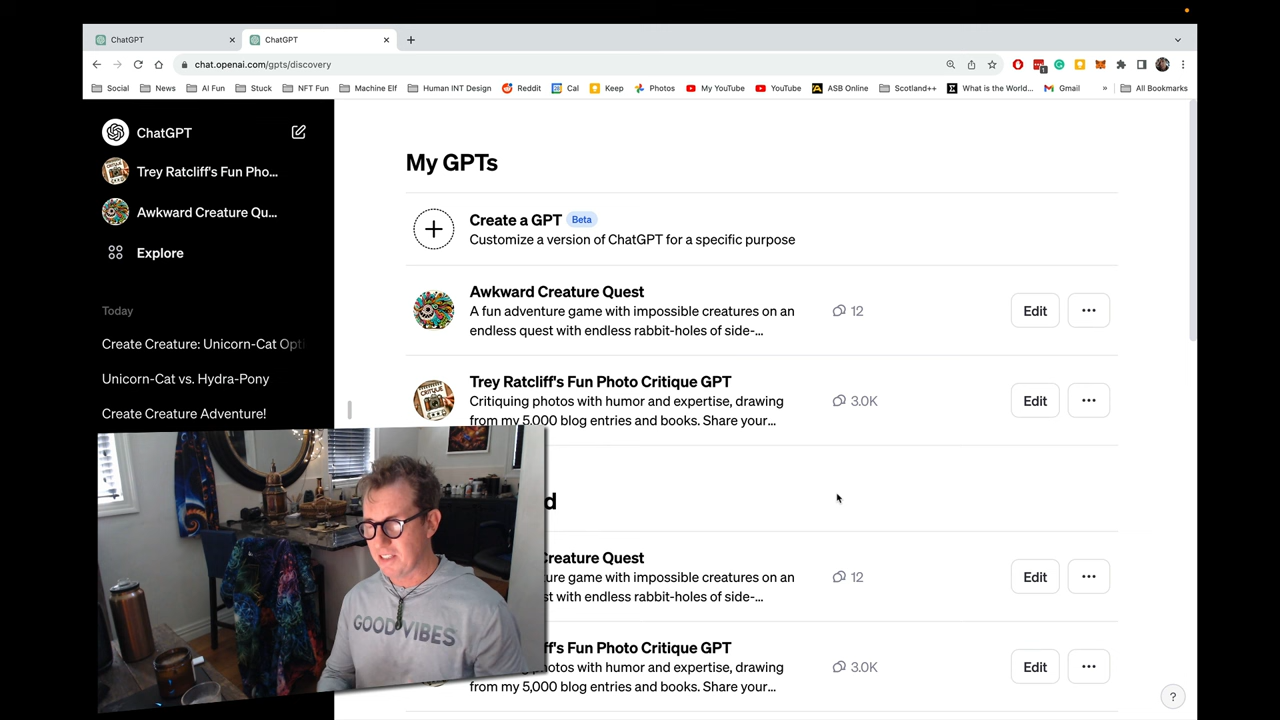 ChatGPT
ChatGPT
chat.openai.com/gpts/discovery
Social
News
AI Fun
Stuck
NFT Fun
Machine Elf
Human INT Design
Reddit
Cal
Keep
Photos
My YouTube
YouTube
ASB Online
Scotland++
What is the World...
Gmail
»
All Bookmarks
ChatGPT
Trey Ratcliff's Fun Pho...
Awkward Creature Qu...
Explore
Today
Create Creature: Unicorn-Cat Opti
Unicorn-Cat vs. Hydra-Pony
Create Creature Adventure!
My GPTs
Create a GPT Beta
Customize a version of ChatGPT for a specific purpose
Awkward Creature Quest
A fun adventure game with impossible creatures on an
endless quest with endless rabbit-holes of side-...
12
Edit
Trey Ratcliff's Fun Photo Critique GPT
Critiquing photos with humor and expertise, drawing
from my 5,000 blog entries and books. Share your...
3.0K
Edit
d
Creature Quest
ure game with impossible creatures on an
st with endless rabbit-holes of side-...
12
Edit
ff's Fun Photo Critique GPT
hotos with humor and expertise, drawing
from my 5,000 blog entries and books. Share your...
3.0K
Edit
?
GOOD VIBES